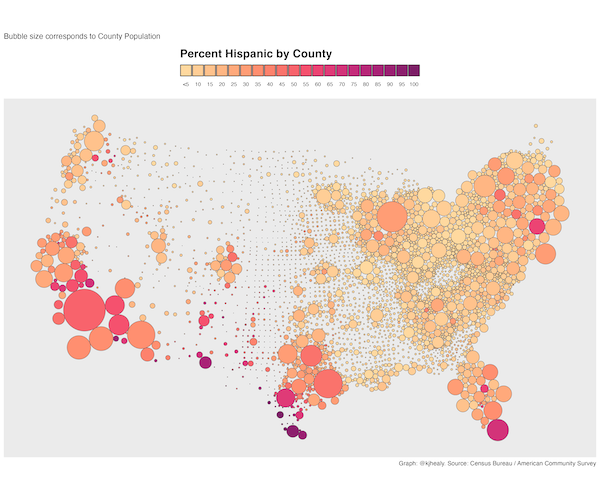 Bubble size corresponds to County Population
Percent Hispanic by County
<5 10 15 20 25 30 35 40 45 50 55 60 65 70 75 80 85 90 95 100
Graph: @kjhealy. Source: Census Bureau / American Community Survey